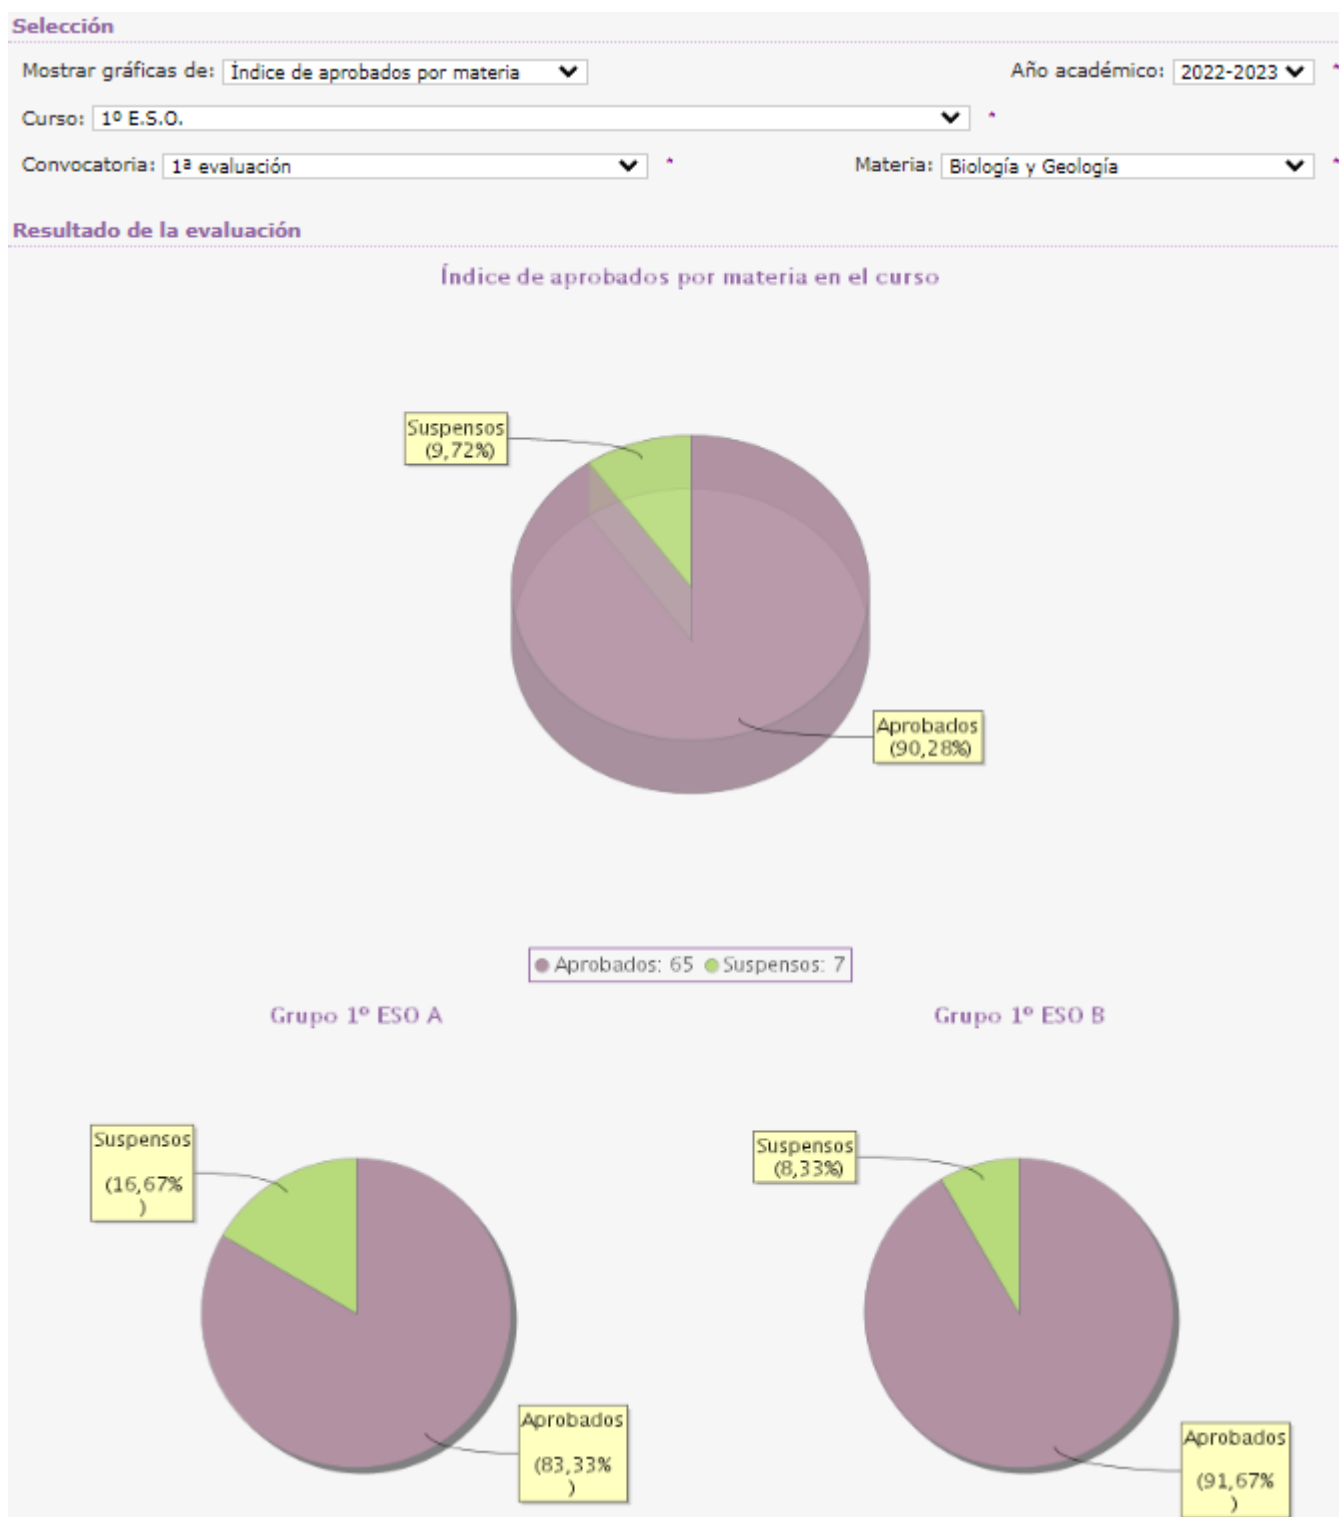 Selección
Mostrar gráficas de: Índice de aprobados por materia Año académico: 2022-2023 *
Curso: 1º E.S.O. *
Convocatoria: 1ª evaluación * Materia: Biología y Geología *
Resultado de la evaluación
Índice de aprobados por materia en el curso
Suspensos
(9,72%)
Aprobados
(90,28%)
Aprobados: 65 Suspensos: 7
Grupo 1º ESO A
Grupo 1º ESO B
Suspensos
(16,67%
)
Suspensos
(8,33%)
Aprobados
(83,33%
)
Aprobados
(91,67%
)